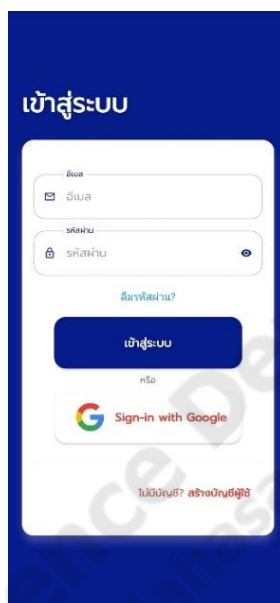 เข้าสู่ระบบ
อีเมล
อีเมล
รหัสผ่าน
รหัสผ่าน
ลืมรหัสผ่าน?
เข้าสู่ระบบ
หรือ
Sign-in with Google
ไม่มีบัญชี? สร้างบัญชีผู้ใช้